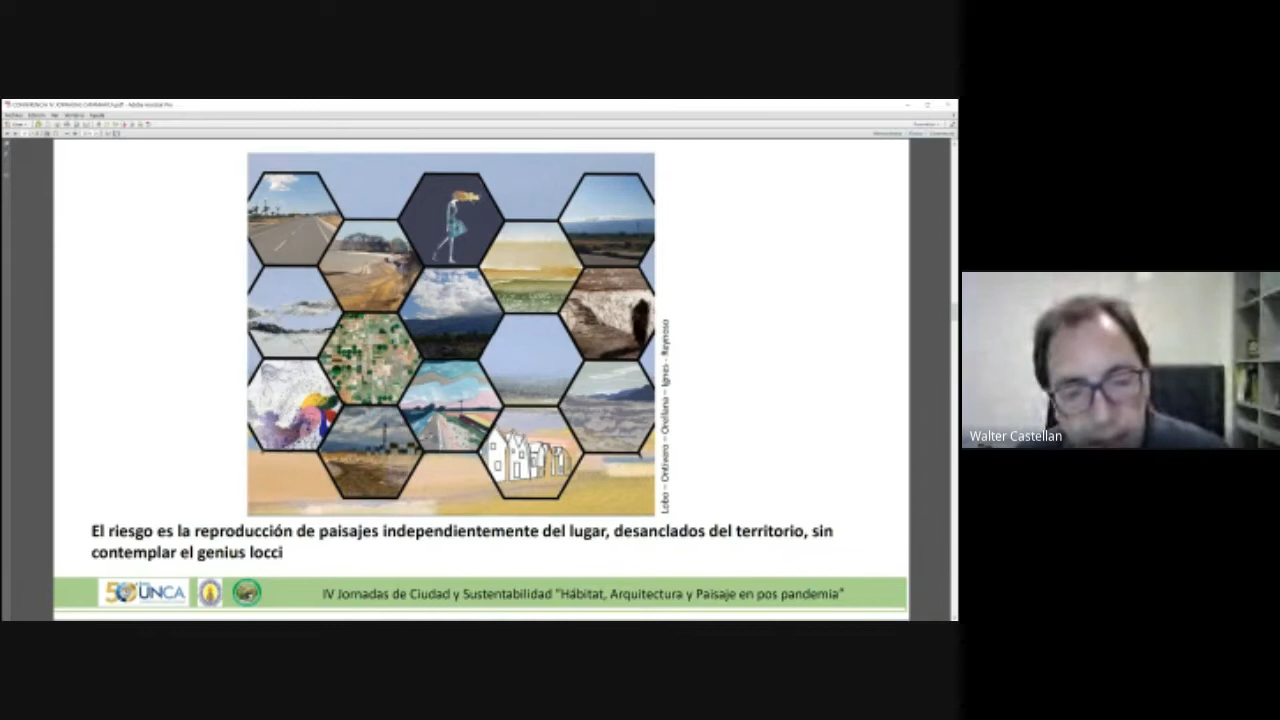 Lobo – Ontivero – Orellana – Ignes - Reynoso
El riesgo es la reproducción de paisajes independientemente del lugar, desanclados del territorio, sin
contemplar el genius locci
50 UNCA
IV Jornadas de Ciudad y Sustentabilidad "Hábitat, Arquitectura y Paisaje en pos pandemia"
Walter Castellan